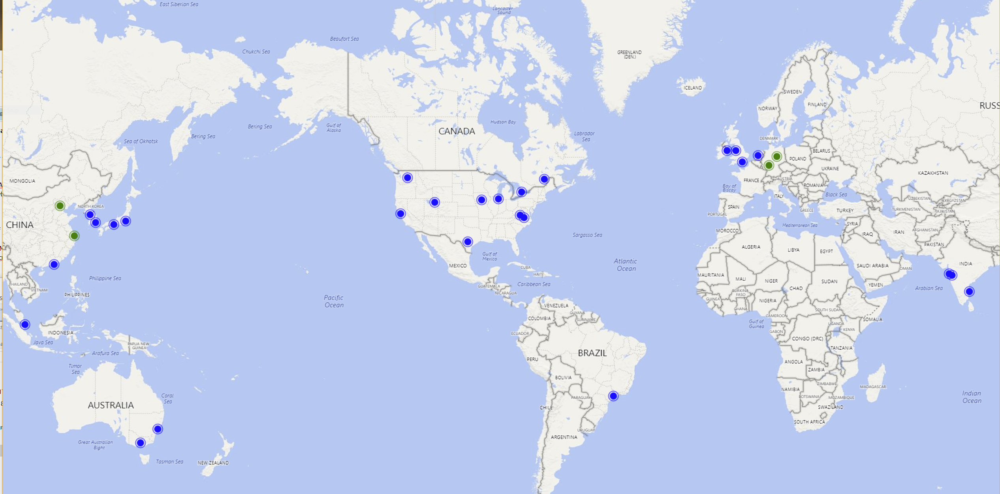 East Siberian Sea
Lancaster
Sound
Beaufort Sea
Chukchi Sea
GREENLAND
(DEN.)
ICELAND
SWEDEN
NORWAY
FINLAND
RUSS
Bering Sea
Gulf of
Alaska
Hudson Bay
CANADA
Labrador
Sea
Bering Sea
Sea of Okhotsk
DENMARK
BELARUS
POLAND
UKRAINE
KAZAKHSTAN
MONGOLIA
FRANCE
AUSTRIA
ROMANIA
Bay of
Biscay
ITALY
Black Sea
UZBEKISTAN
KYRGYZSTAN
NORTH KOREA
SPAIN
PORTUGAL
GREECE
TURKEY
TURKMENISTAN
TAJIKISTAN
CHINA
Mediterranean Sea
SYRIA
MOROCCO
AFGHANISTAN
IRAN
IRAQ
Sargasso Sea
PAKISTAN
ALGERIA
LIBYA
EGYPT
Gulf of
Mexico
MEXICO
CUBA
HAITI
Atlantic
Ocean
SAUDI ARABIA
OMAN
INDIA
MAURITANIA
MALI
NIGER
CHAD
SUDAN
YEMEN
Arabian Sea
Philippine Sea
THAILAND
VIETNAM
PHILIPPINES
GUATEMALA
NICARAGUA
Caribbean Sea
BURKINA
FASO
GUINEA
GHANA
NIGERIA
Pacific
Ocean
VENEZUELA
GUYANA
SURINAME
COLOMBIA
CAMEROON
SOUTH SUDAN
SOMALIA
Gulf of
Guinea
UGANDA
KENYA
GABON
INDONESIA
ECUADOR
CONGO (DRC)
Java Sea
PAPUA NEW
GUINEA
TANZANIA
Arafura Sea
BRAZIL
PERU
ANGOLA
Timor
Sea
ZAMBIA
BOLIVIA
ZIMBABWE
MADAGASCAR
NAMIBIA
Coral
Sea
PARAGUAY
BOTSWANA
MOZAMBIQUE
Indian
Ocean
AUSTRALIA
CHILE
SWAZILAND
SOUTH AFRICA
URUGUAY
ARGENTINA
Great Australian
Bight
Tasman Sea
NEW ZEALAND